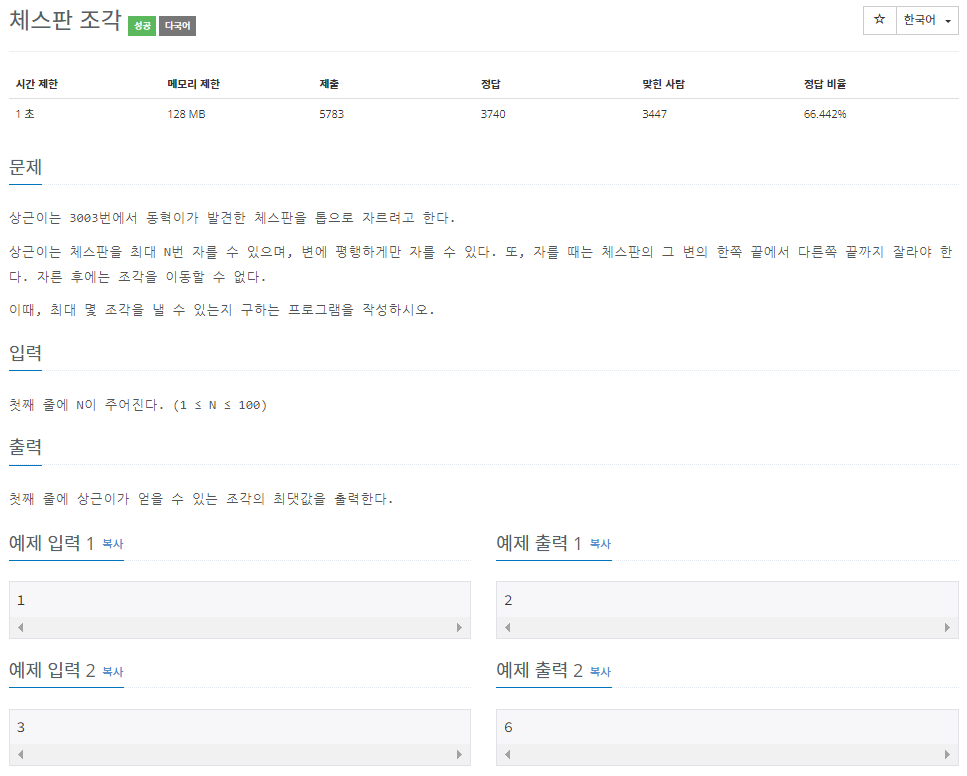 체스판 조각 성공 다국어
☆ 한국어
시간 제한 메모리 제한 제출 정답 맞힌 사람 정답 비율
1 초 128 MB 5783 3740 3447 66.442%
문제
상근이는 3003번에서 동혁이가 발견한 체스판을 톱으로 자르려고 한다.
상근이는 체스판을 최대 N번 자를 수 있으며, 변에 평행하게만 자를 수 있다. 또, 자를 때는 체스판의 그 변의 한쪽 끝에서 다른쪽 끝까지 잘라야 한
다. 자른 후에는 조각을 이동할 수 없다.
이때, 최대 몇 조각을 낼 수 있는지 구하는 프로그램을 작성하시오.
입력
첫째 줄에 N이 주어진다. (1 ≤ N ≤ 100)
출력
첫째 줄에 상근이가 얻을 수 있는 조각의 최댓값을 출력한다.
예제 입력 1 복사
1
예제 출력 1 복사
2
예제 입력 2 복사
3
예제 출력 2 복사
6